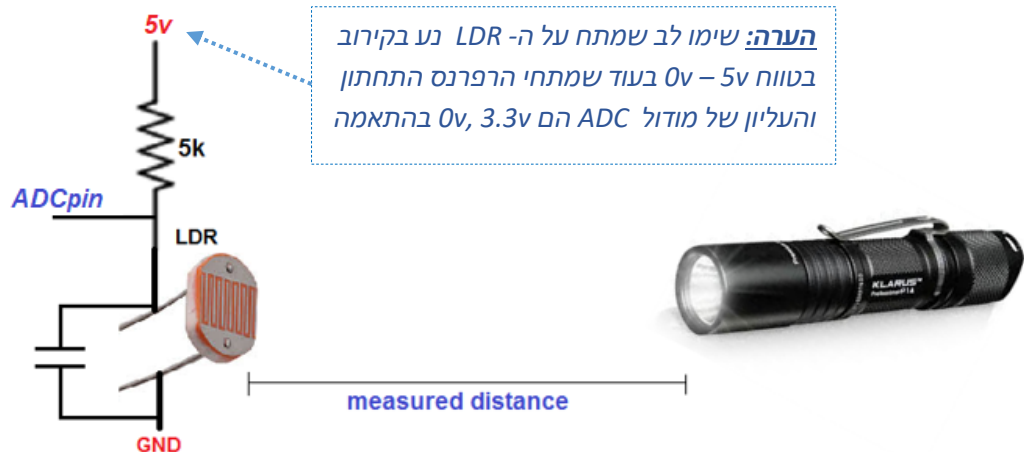 5v
הערה: שימו לב שמתח על ה- LDR נע בקירוב
בטווח 0v – 5v בעוד שמתחי הרפרנס התחתון
והעליון של מודול ADC הם 0v, 3.3v בהתאמה
5k
ADCpin
LDR
KLARUS
measured distance
GND